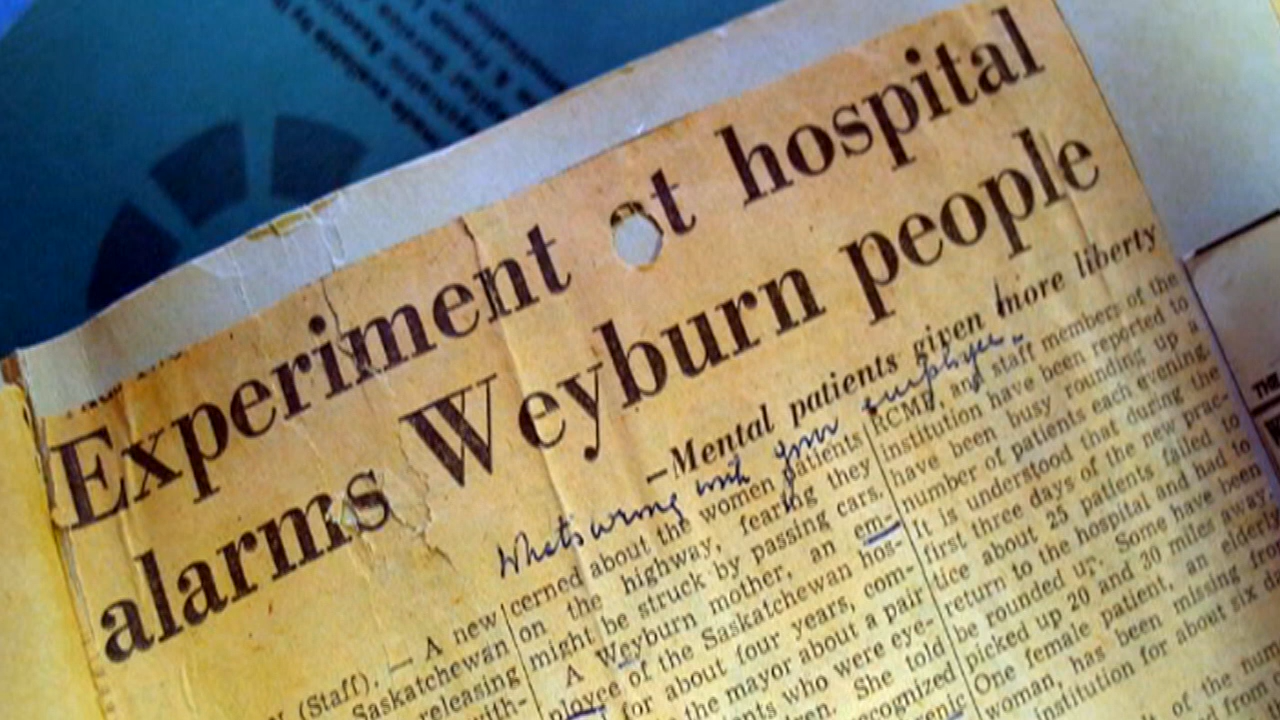 Experiment at hospital
alarms Weyburn people
—Mental patients given more liberty
Whats wrong with your employee.
(Staff). — A new
Saskatchewan
releasing
with-
cerned about the women patients
on the highway, fearing they
might be struck by passing cars.
A Weyburn mother, an em-
ployee of the Saskatchewan hos-
for about four years, com-
the mayor about a pair
who were eye-
She told
recognized
RCMP, and staff members of the
institution have been reported to
have been busy rounding up a
number of patients each evening.
It is understood that during the
first three days of the new prac-
tice about 25 patients failed to
return to the hospital and had to
be rounded up. Some have been
picked up 20 and 30 miles away.
One female patient, an elderly
woman, has been missing from
institution for about six
of the